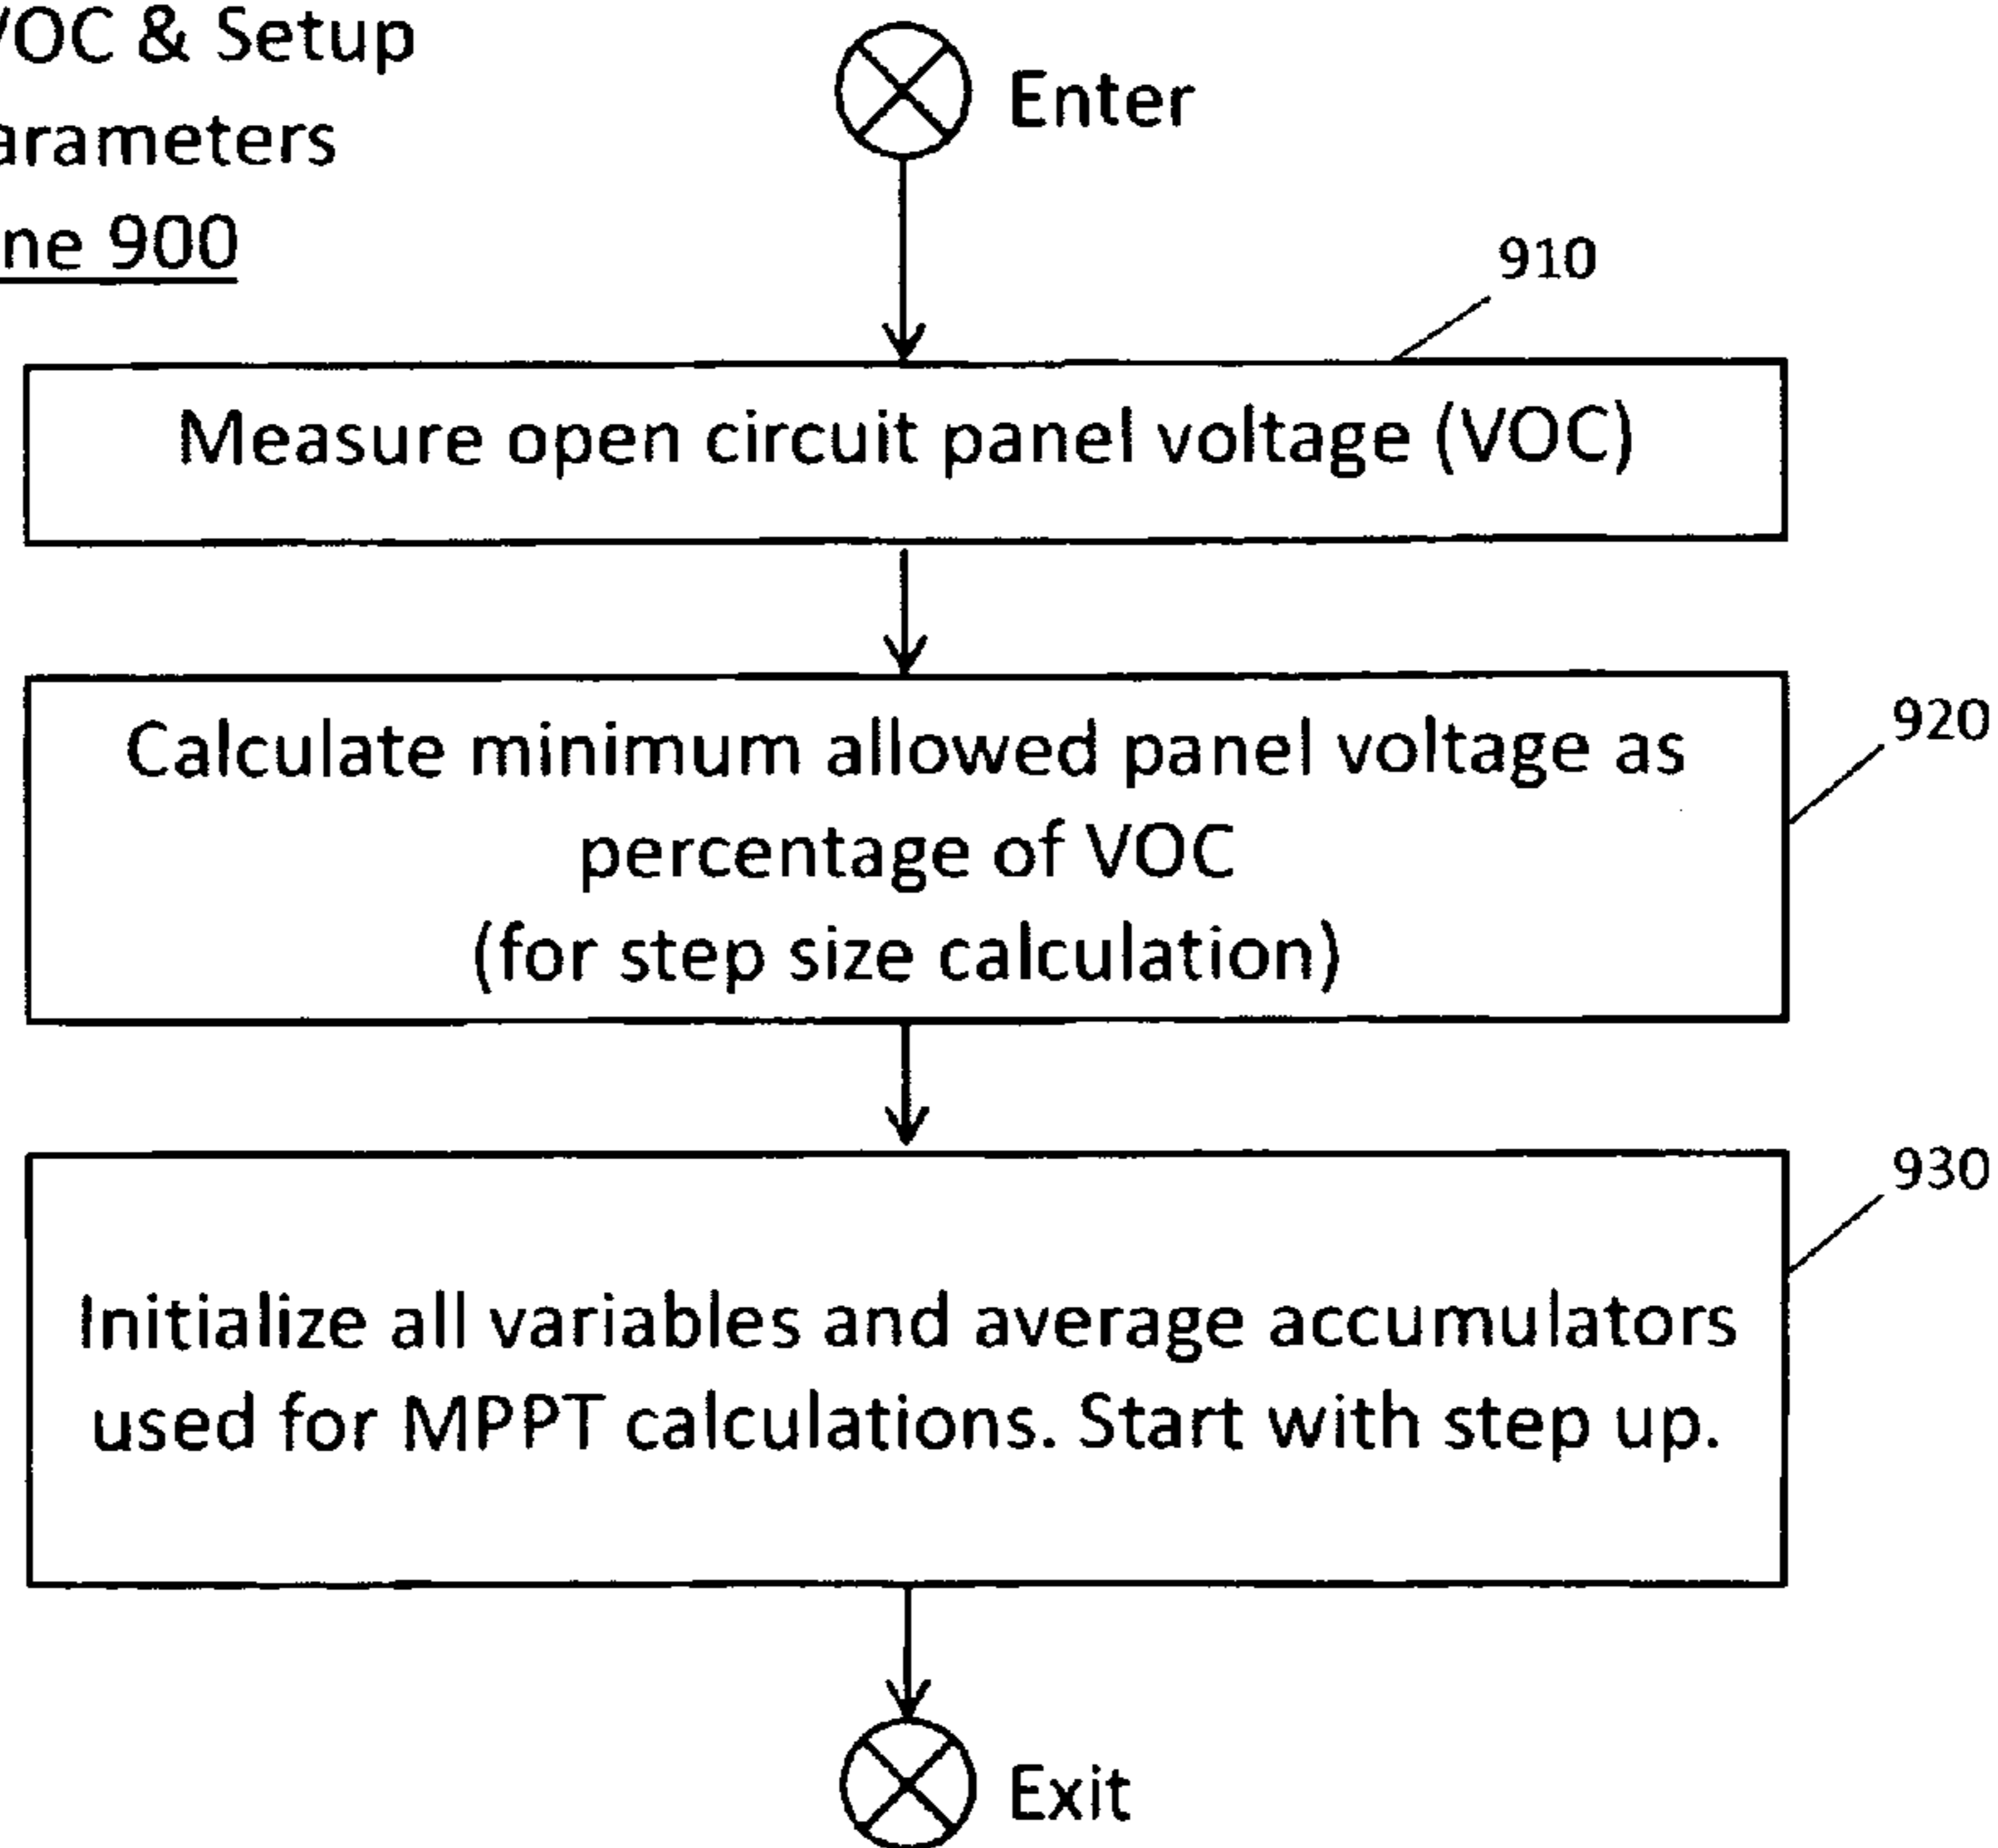 VOC & Setup
arameters
ne 900
Enter
910
Measure open circuit panel voltage (VOC)
920
Calculate minimum allowed panel voltage as
percentage of VOC
(for step size calculation)
930
Initialize all variables and average accumulators
used for MPPT calculations. Start with step up.
Exit